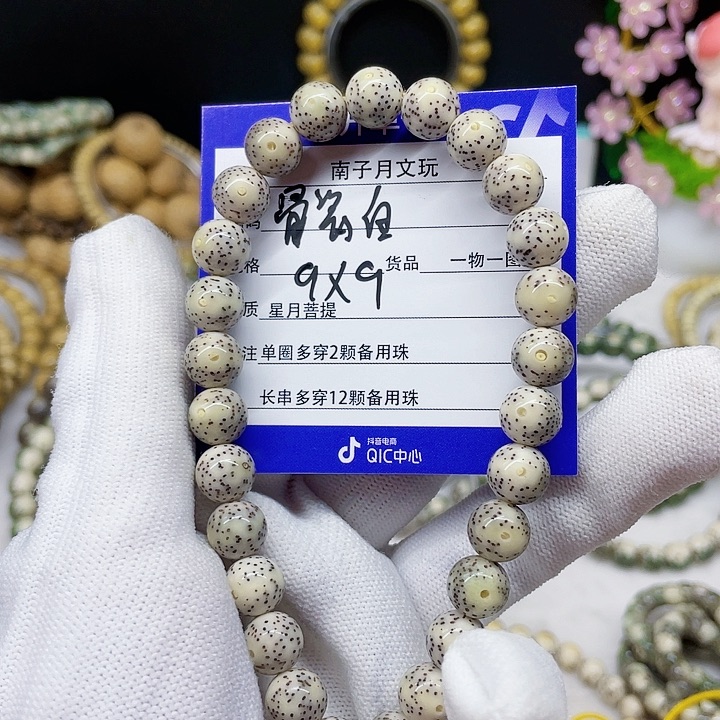 南子月文玩
码 骨瓷白
格 9X9 货品 一物一图
质 星月菩提
注 单圈多穿2颗备用珠
长串多穿12颗备用珠
抖音电商
QIC中心